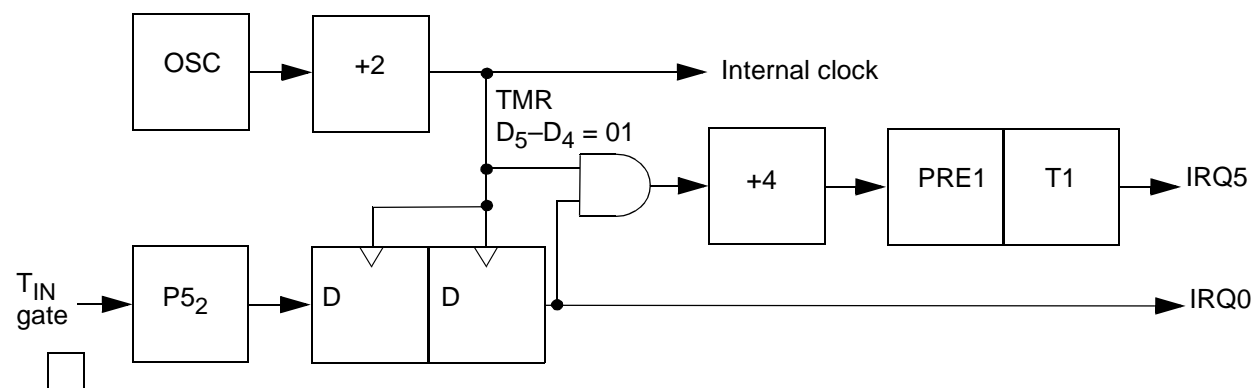 OSC
+2
Internal clock
TMR
D5–D4 = 01
+4
PRE1
T1
IRQ5
TIN
gate
P52
D
D
IRQ0